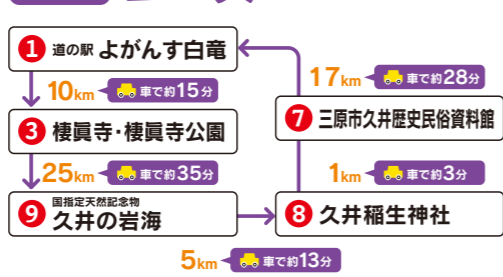 1 道の駅 よがんす白竜
10km 車で約15分
3 棲眞寺・棲眞寺公園
25km 車で約35分
9 国指定天然記念物
久井の岩海
5km 車で約13分
8 久井稲生神社
1km 車で約3分
7 三原市久井歴史民俗資料館
17km 車で約28分